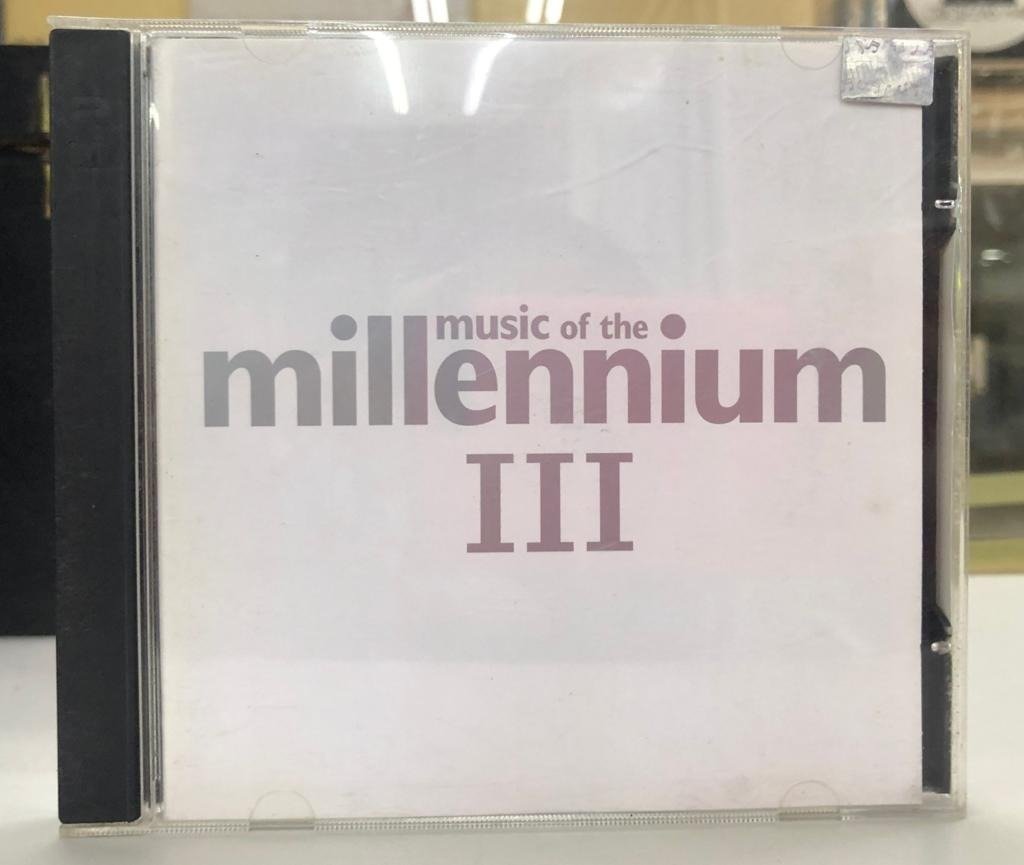 music of the
millennium
III